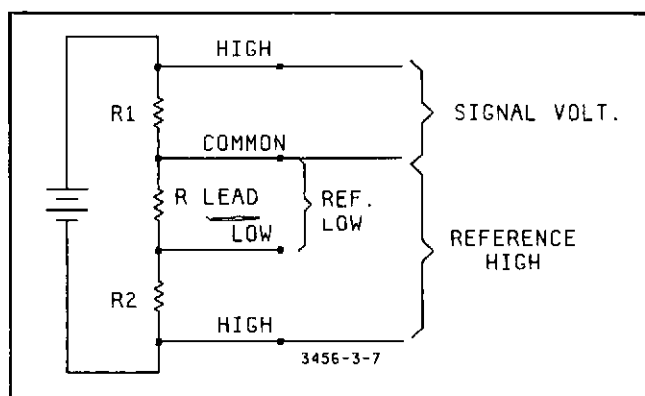 HIGH
R1
SIGNAL VOLT.
COMMON
R LEAD
REF.
LOW
LOW
REFERENCE
HIGH
R2
HIGH
3456-3-7